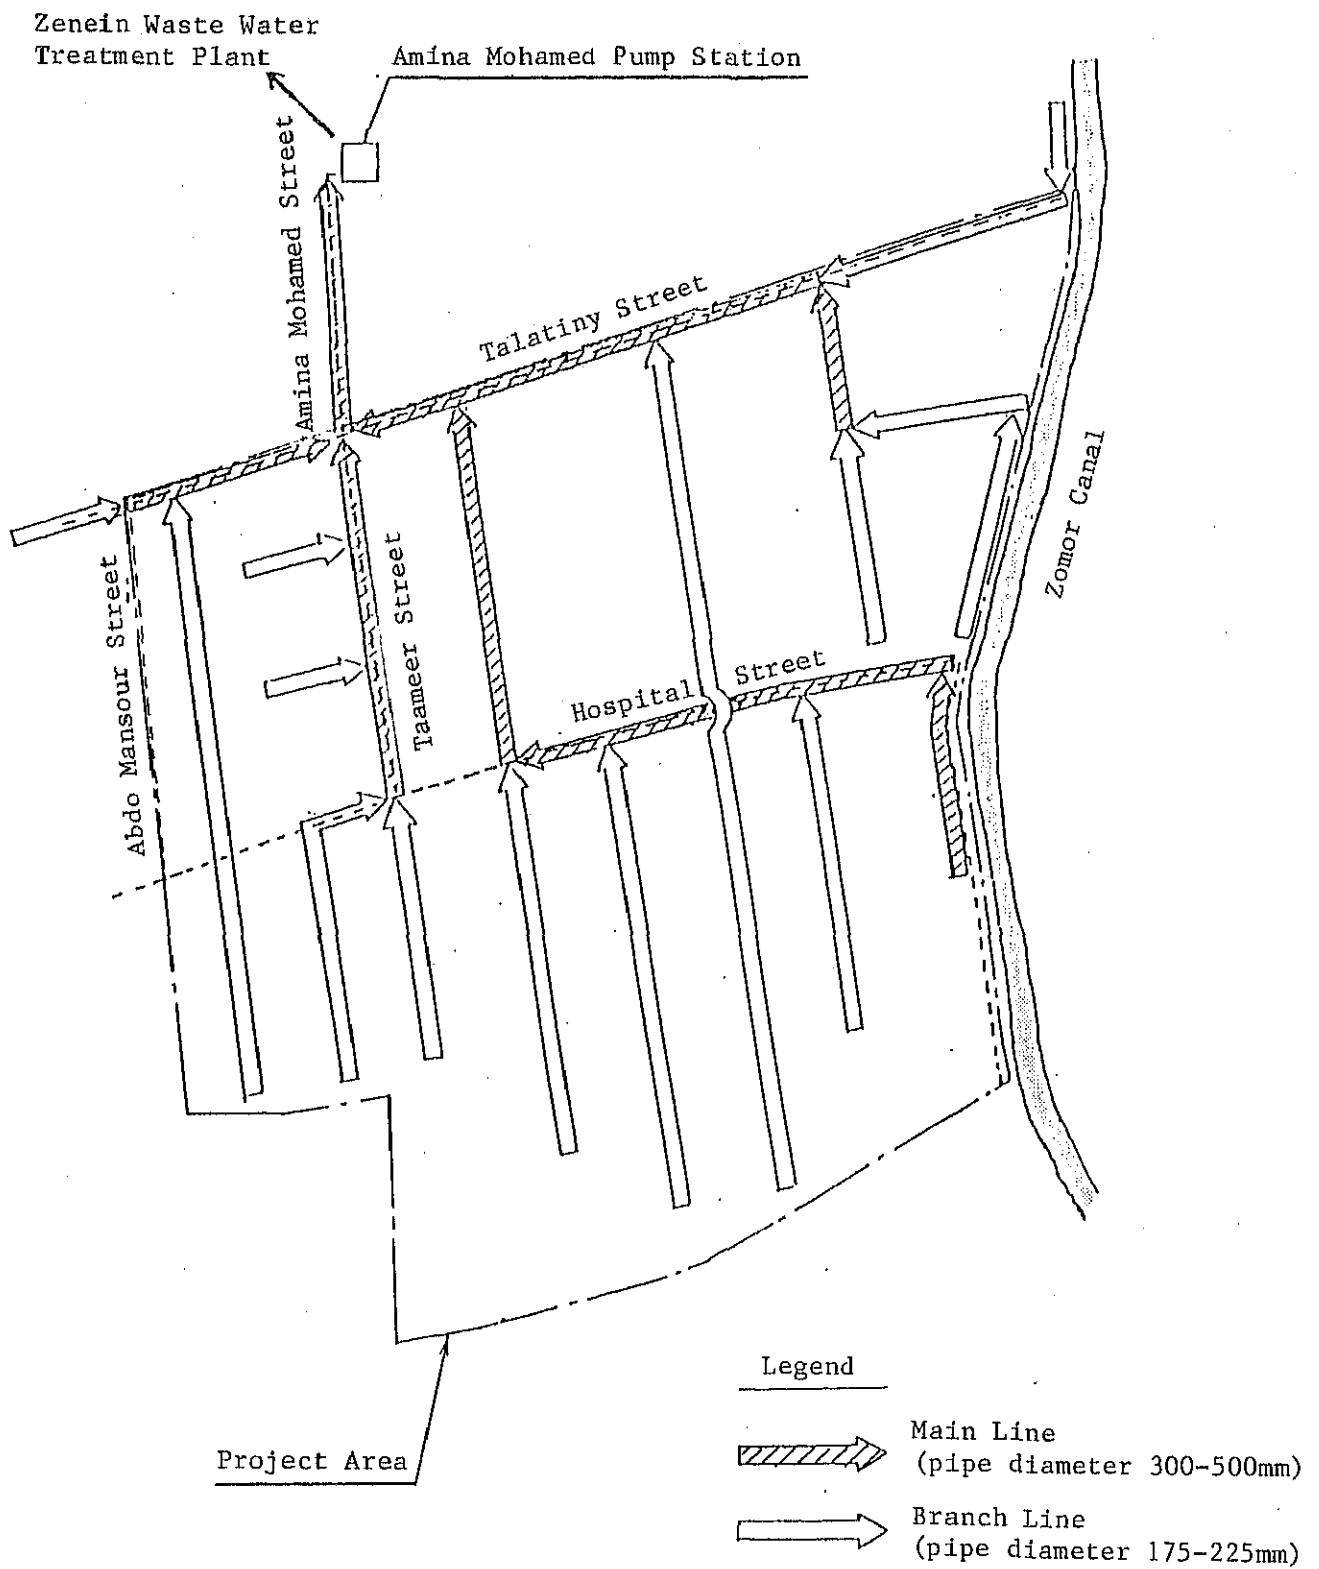 Zenein Waste Water
Treatment Plant
Amina Mohamed Pump Station
Amina Mohamed Street
Talatiny Street
Zomor Canal
Abdo Mansour Street
Taameer Street
Hospital Street
Project Area
Legend
Main Line
(pipe diameter 300-500mm)
Branch Line
(pipe diameter 175-225mm)